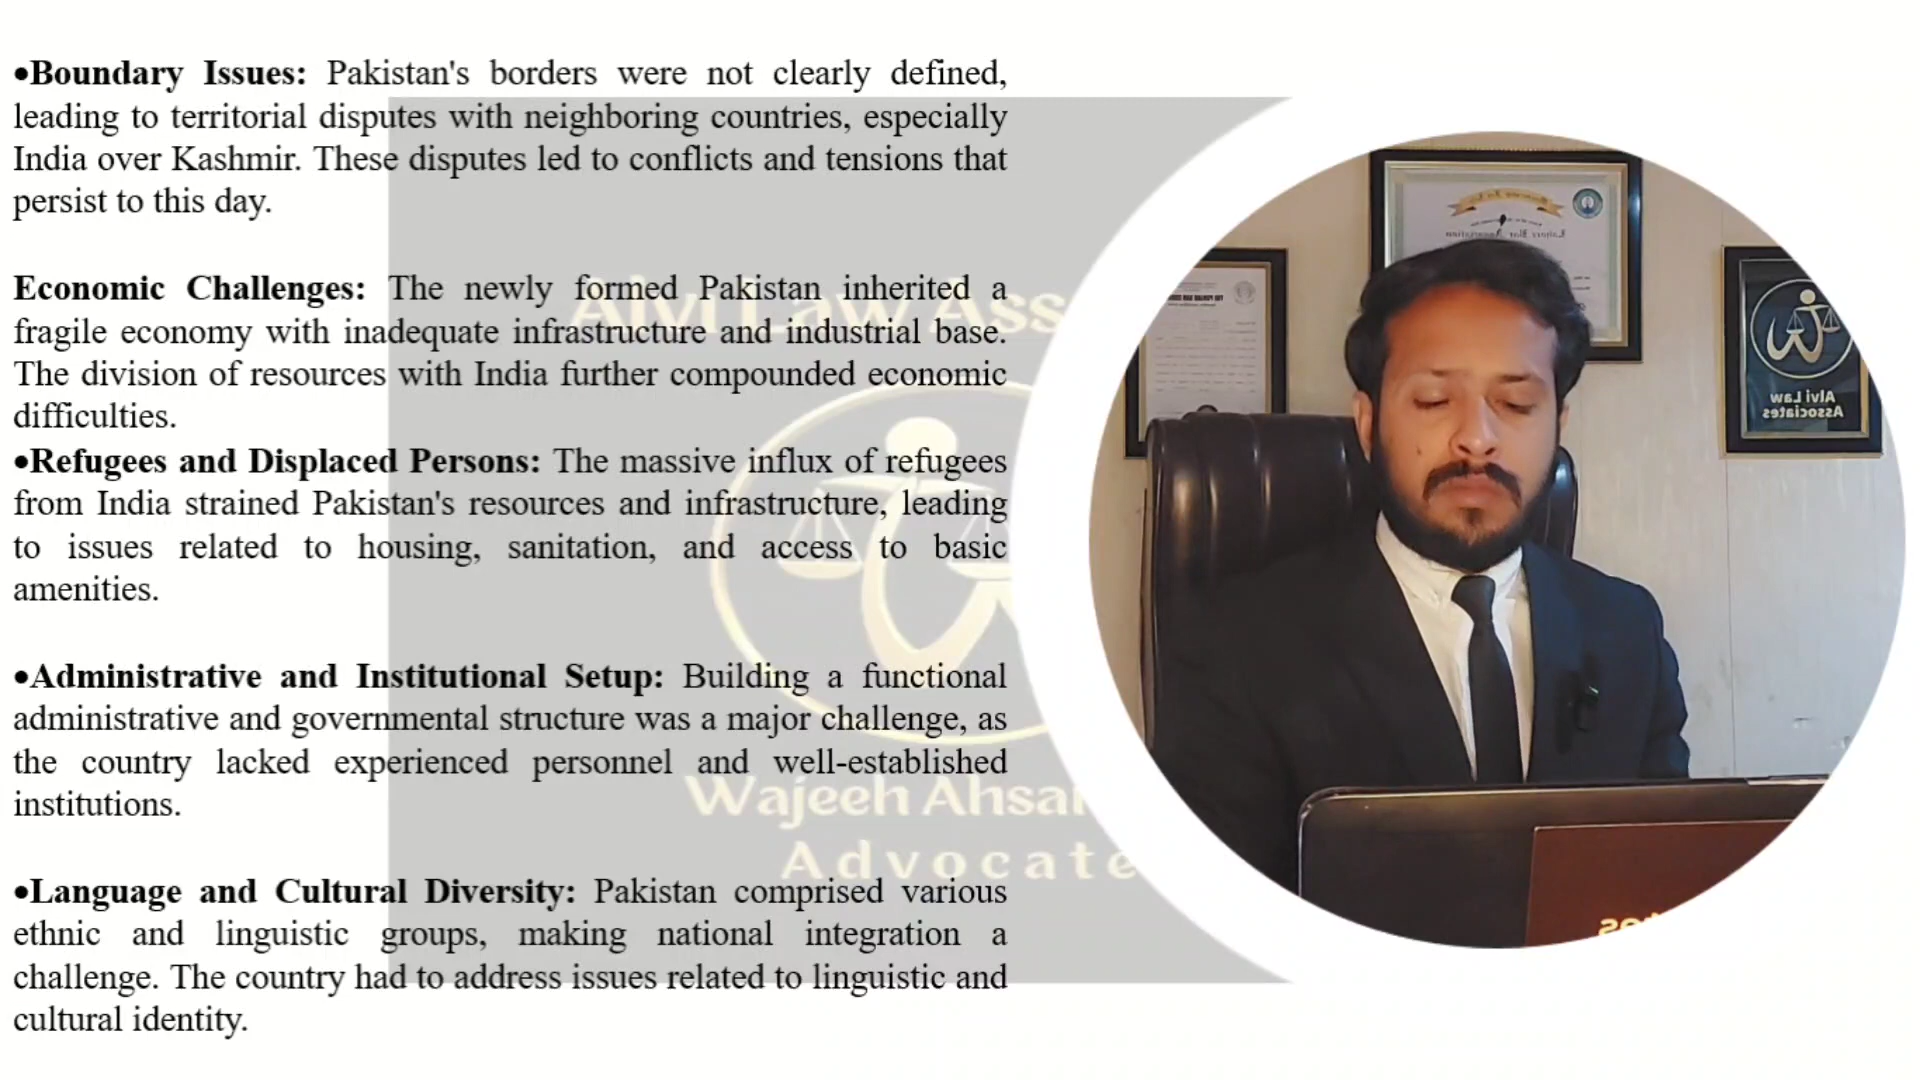 •Boundary Issues: Pakistan's borders were not clearly defined,
leading to territorial disputes with neighboring countries, especially
India over Kashmir. These disputes led to conflicts and tensions that
persist to this day.
Economic Challenges: The newly formed Pakistan inherited a
fragile economy with inadequate infrastructure and industrial base.
The division of resources with India further compounded economic
difficulties.
•Refugees and Displaced Persons: The massive influx of refugees
from India strained Pakistan's resources and infrastructure, leading
to issues related to housing, sanitation, and access to basic
amenities.
•Administrative and Institutional Setup: Building a functional
administrative and governmental structure was a major challenge, as
the country lacked experienced personnel and well-established
institutions.
•Language and Cultural Diversity: Pakistan comprised various
ethnic and linguistic groups, making national integration a
challenge. The country had to address issues related to linguistic and
cultural identity.
Alvi Law Ass
Wajeeh Ahsa
Advocate
Lahore Bar Association
Alvi Law
Associates